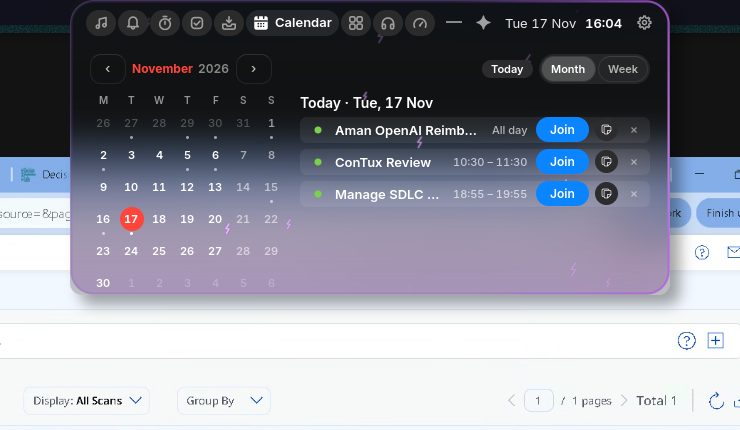 Calendar
Tue 17 Nov 16:04
‹ November 2026 ›
Today Month Week
M T W T F S S
26 27 28 29 30 31 1
2 3 4 5 6 7 8
9 10 11 12 13 14 15
16 17 18 19 20 21 22
23 24 25 26 27 28 29
30 1 2 3 4 5 6
Today · Tue, 17 Nov
Aman OpenAI Reimb... All day Join ×
ConTux Review 10:30 – 11:30 Join ×
Manage SDLC ... 18:55 – 19:55 Join ×
Decis
source=&pag
rk
Finish u
Display: All Scans
Group By
1 / 1 pages
Total 1